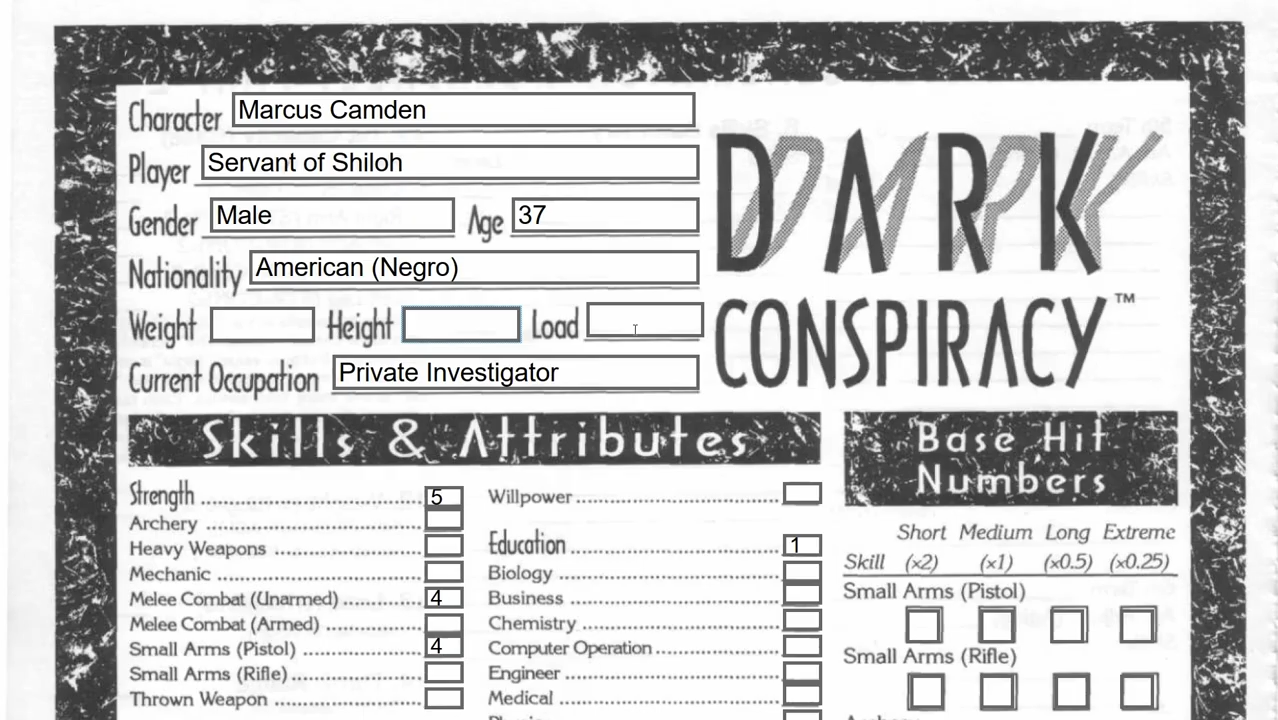 Character Marcus Camden
Player Servant of Shiloh
Gender Male Age 37
Nationality American (Negro)
Weight Height Load
Current Occupation Private Investigator
DARK
CONSPIRACY™
Skills & Attributes
Strength 5
Archery
Heavy Weapons
Mechanic
Melee Combat (Unarmed) 4
Melee Combat (Armed)
Small Arms (Pistol) 4
Small Arms (Rifle)
Thrown Weapon
Willpower
Education 1
Biology
Business
Chemistry
Computer Operation
Engineer
Medical
Base Hit
Numbers
Short Medium Long Extreme
Skill (×2) (×1) (×0.5) (×0.25)
Small Arms (Pistol)
Small Arms (Rifle)